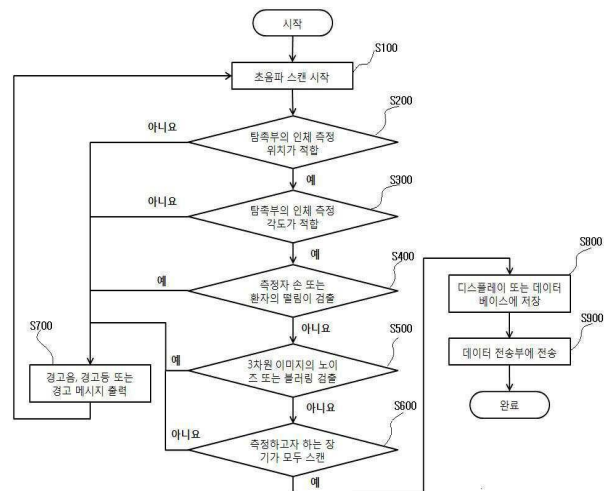 시작
S100
초음파 스캔 시작
S200
아니요
탐촉부의 인체 측정
위치가 적합
예
S300
아니요
탐촉부의 인체 측정
각도가 적합
예
S400
예
측정자 손 또는
환자의 떨림이 검출
아니요
S500
예
3차원 이미지의 노이
즈 또는 블러링 검출
아니요
S600
아니요
측정하고자 하는 장
기가 모두 스캔
예
S700
경고음, 경고등 또는
경고 메시지 출력
S800
디스플레이 또는 데이터
베이스에 저장
S900
데이터 전송부에 전송
완료